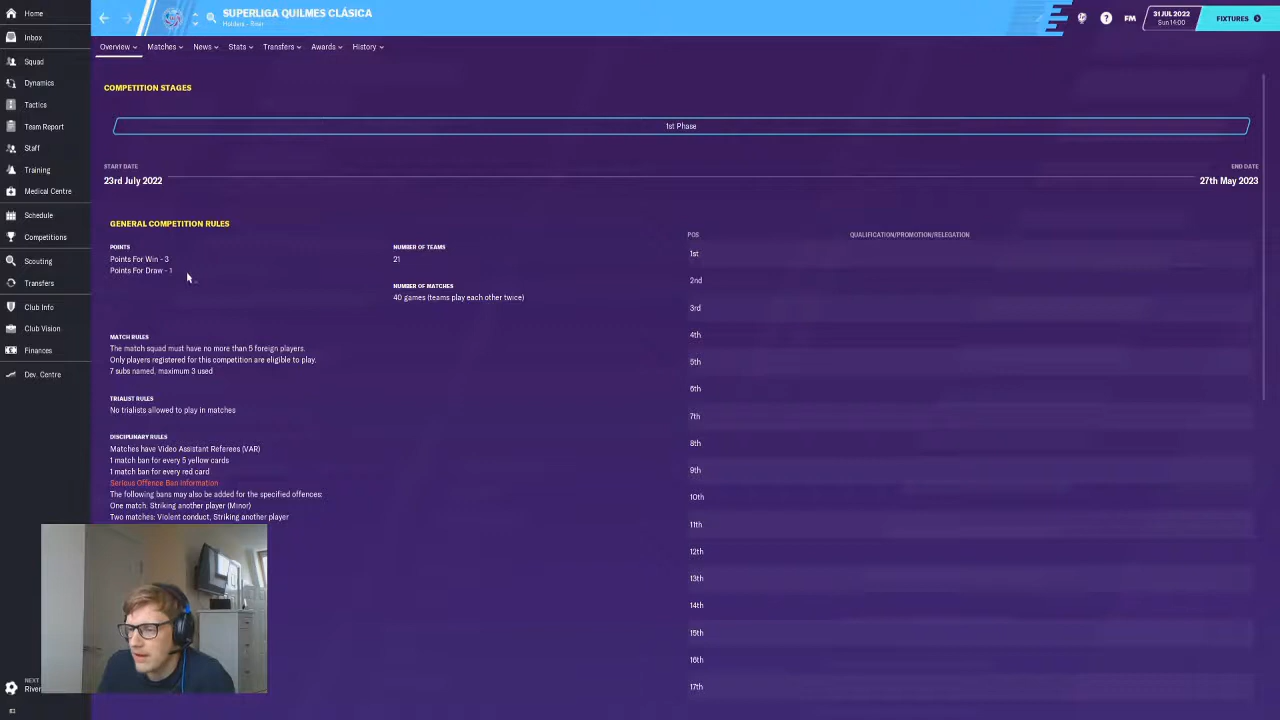 SUPERLIGA QUILMES CLÁSICA
Holders - River
31 JUL 2022
Sun 14:00
FM
FIXTURES
Home
Inbox
Squad
Dynamics
Tactics
Team Report
Staff
Training
Medical Centre
Schedule
Competitions
Scouting
Transfers
Club Info
Club Vision
Finances
Dev. Centre
NEXT
River
Overview
Matches
News
Stats
Transfers
Awards
History
COMPETITION STAGES
1st Phase
START DATE
23rd July 2022
END DATE
27th May 2023
GENERAL COMPETITION RULES
POINTS
Points For Win - 3
Points For Draw - 1
NUMBER OF TEAMS
21
NUMBER OF MATCHES
40 games (teams play each other twice)
MATCH RULES
The match squad must have no more than 5 foreign players.
Only players registered for this competition are eligible to play.
7 subs named, maximum 3 used
TRIALIST RULES
No trialists allowed to play in matches
DISCIPLINARY RULES
Matches have Video Assistant Referees (VAR)
1 match ban for every 5 yellow cards
1 match ban for every red card
Serious Offence Ban Information
The following bans may also be added for the specified offences:
One match: Striking another player (Minor)
Two matches: Violent conduct, Striking another player
POS
QUALIFICATION/PROMOTION/RELEGATION
1st
2nd
3rd
4th
5th
6th
7th
8th
9th
10th
11th
12th
13th
14th
15th
16th
17th